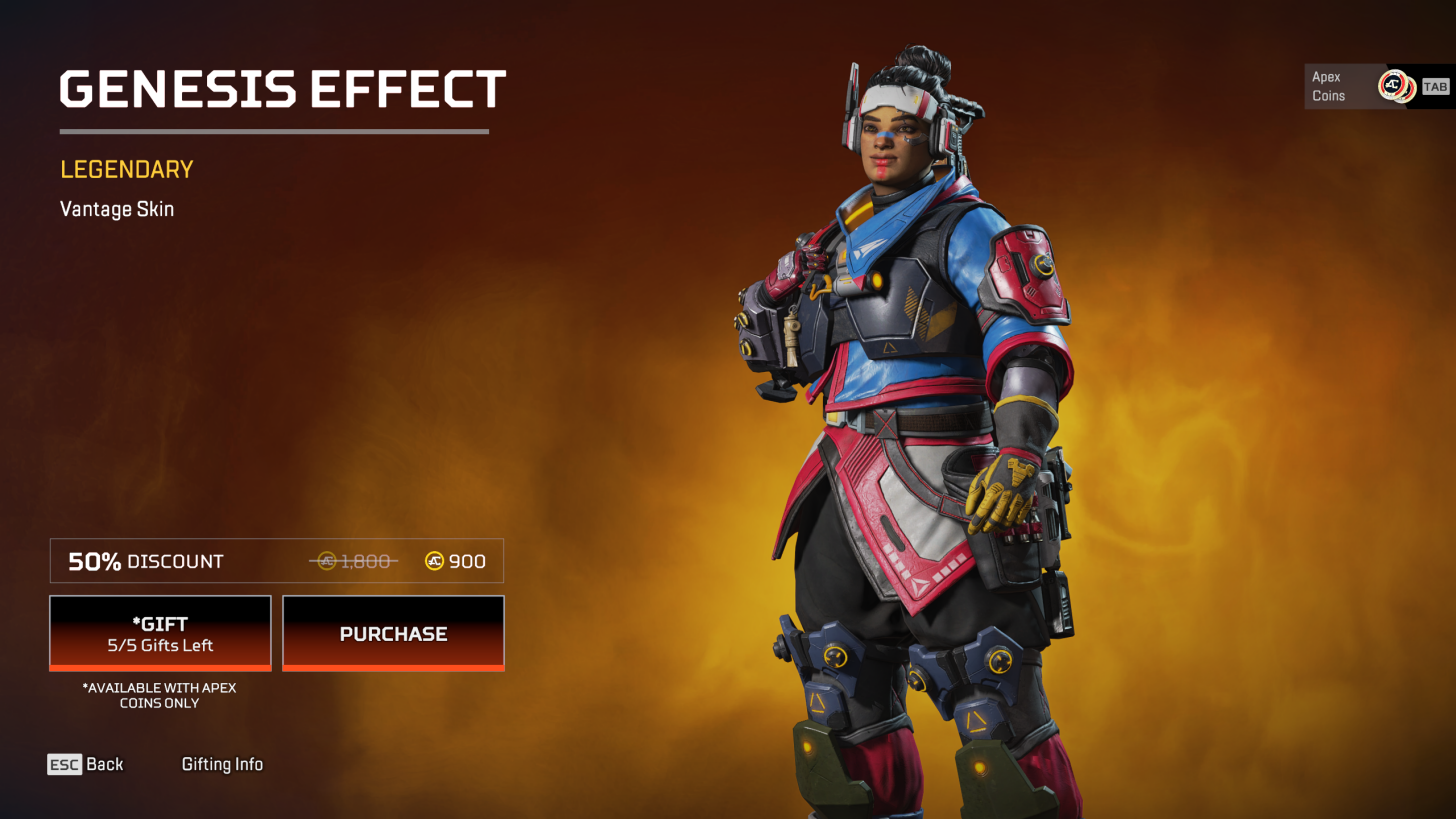 GENESIS EFFECT
LEGENDARY
Vantage Skin
Apex
Coins
TAB
50% DISCOUNT 1,800 900
*GIFT
5/5 Gifts Left
PURCHASE
*AVAILABLE WITH APEX
COINS ONLY
ESC Back Gifting Info